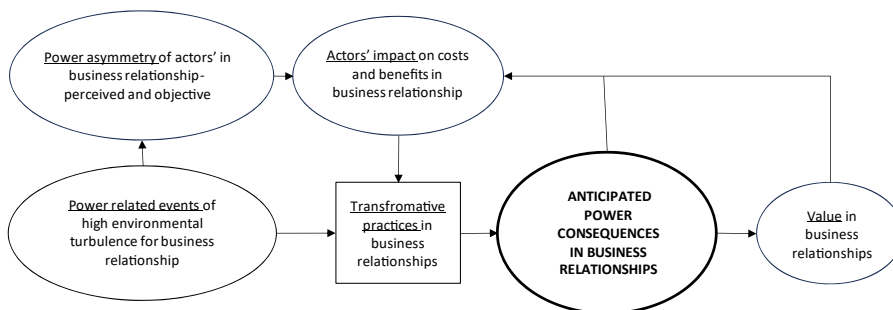 Power asymmetry of actors’ in
business relationship-
perceived and objective
Actors’ impact on costs
and benefits in
business relationship
Power related events of
high environmental
turbulence for business
relationship
Transfromative
practices in
business
relationships
ANTICIPATED
POWER
CONSEQUENCES
IN BUSINESS
RELATIONSHIPS
Value in
business
relationships